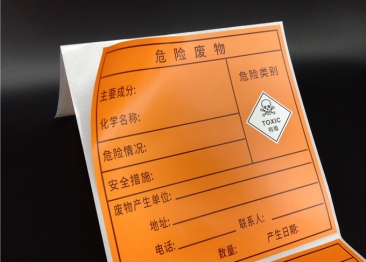 危险废物
主要成分:
危险类别
化学名称:
TOXIC
有毒
危险情况:
安全措施:
废物产生单位:
地址: 联系人:
电话: 数量: 产生日期: